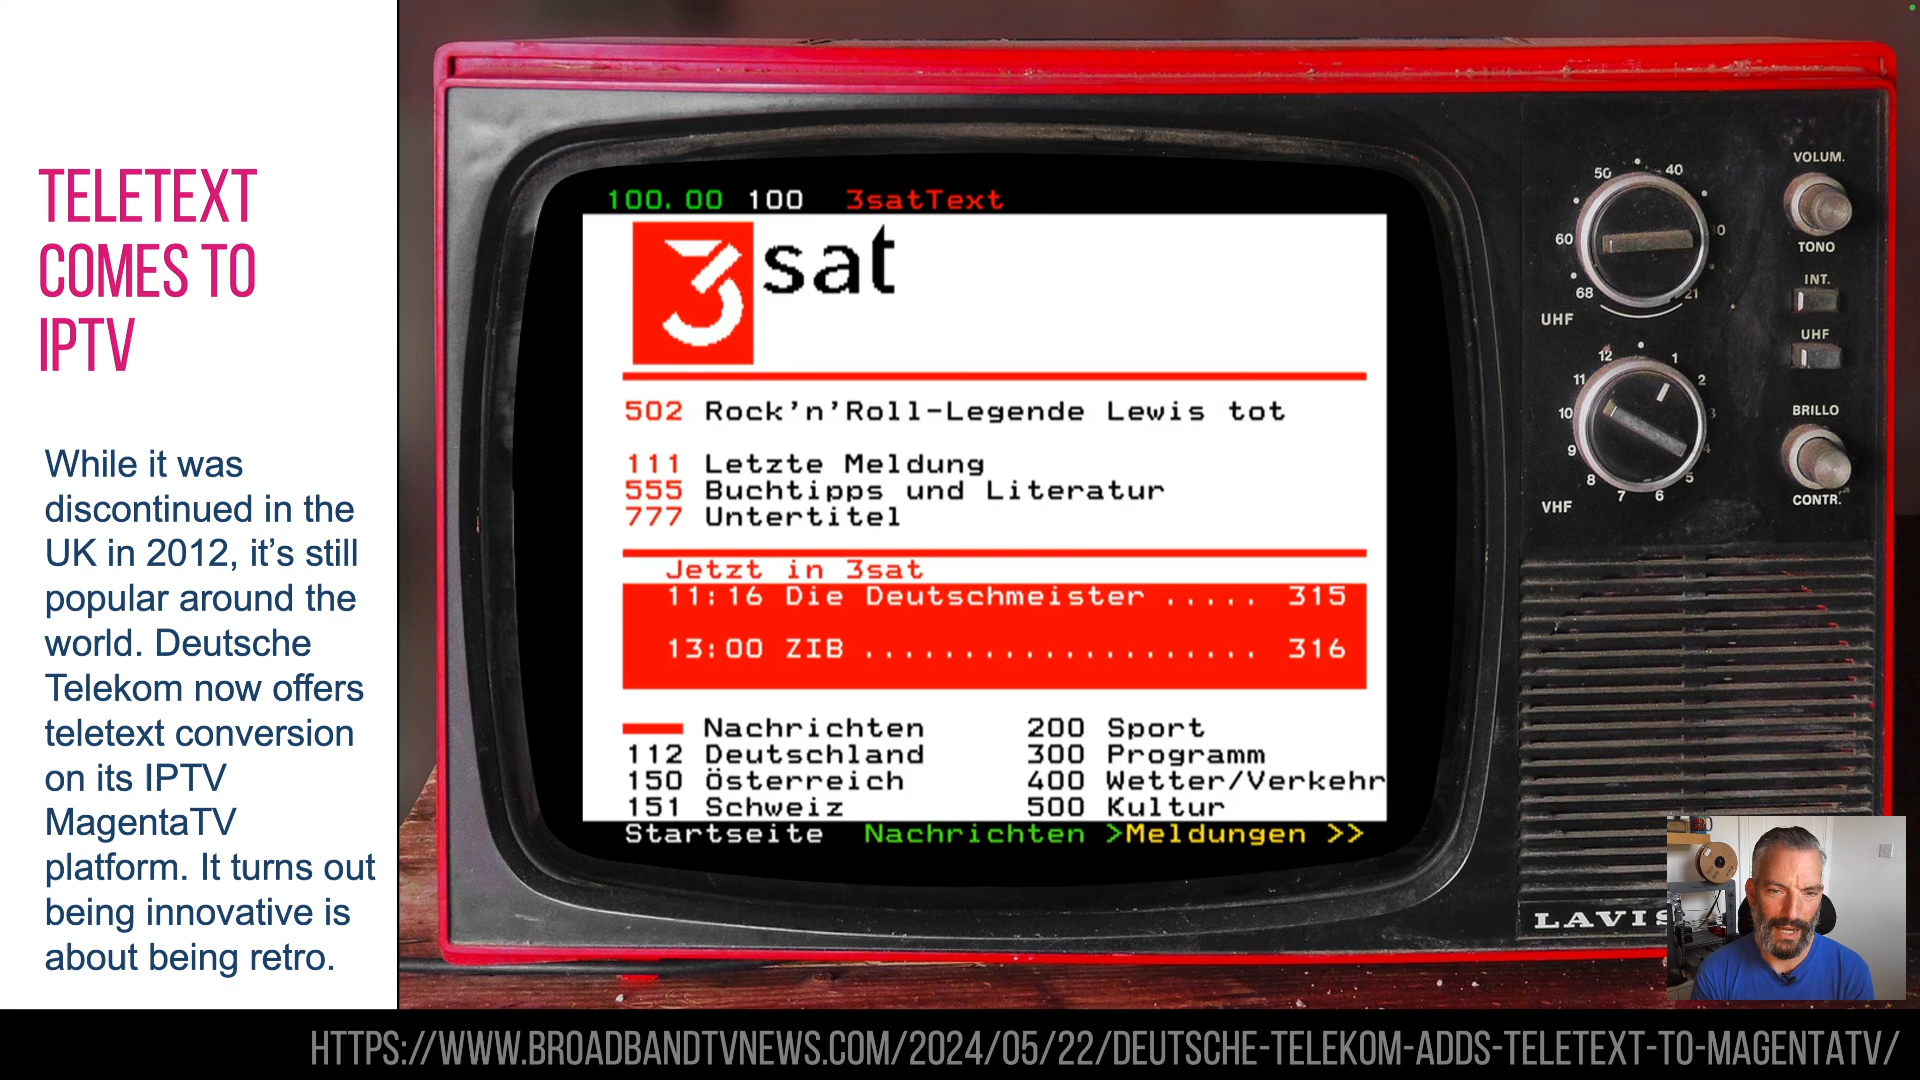 TELETEXT
COMES TO
IPTV
While it was
discontinued in the
UK in 2012, it’s still
popular around the
world. Deutsche
Telekom now offers
teletext conversion
on its IPTV
MagentaTV
platform. It turns out
being innovative is
about being retro.
100.00 100 3satText
3sat
502 Rock'n'Roll-Legende Lewis tot
111 Letzte Meldung
555 Buchtipps und Literatur
777 Untertitel
Jetzt in 3sat
11:16 Die Deutschmeister ..... 315
13:00 ZIB .................... 316
Nachrichten 200 Sport
112 Deutschland 300 Programm
150 Österreich 400 Wetter/Verkehr
151 Schweiz 500 Kultur
Startseite Nachrichten >Meldungen >>
VOLUM.
50 40
60
TONO
68 21
INT.
UHF
UHF
12 1
11 2
10 3
BRILLO
9
8 5
7 6
CONTR.
VHF
LAVIS
HTTPS://WWW.BROADBANDTVNEWS.COM/2024/05/22/DEUTSCHE-TELEKOM-ADDS-TELETEXT-TO-MAGENTATV/